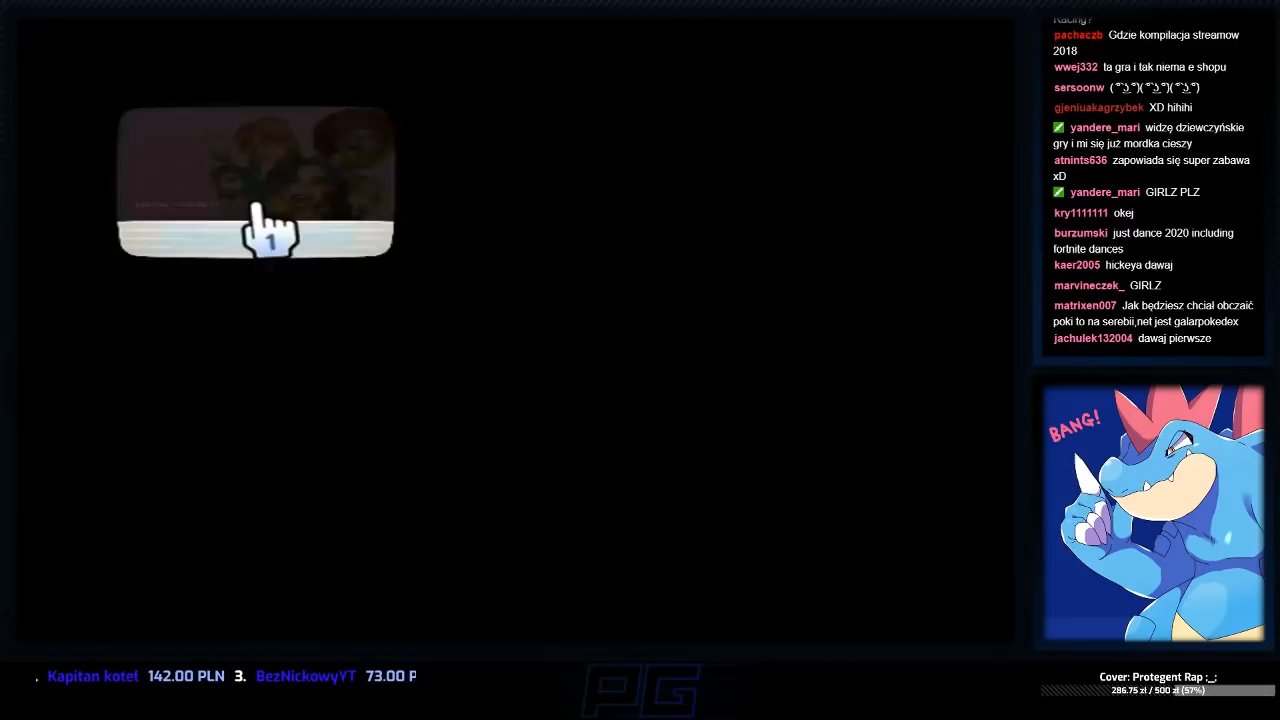 Racing?
pachaczb Gdzie kompilacja streamow
2018
wwej332 ta gra i tak niema e shopu
sersoonw ( ͡° ͜ʖ ͡°)( ͡° ͜ʖ ͡°)( ͡° ͜ʖ ͡°)
gjeniuakagrzybek XD hihihi
yandere_mari widzę dziewczyńskie
gry i mi się już mordka cieszy
atnints636 zapowiada się super zabawa
xD
yandere_mari GIRLZ PLZ
kry1111111 okej
burzumski just dance 2020 including
fortnite dances
kaer2005 hickeya dawaj
marvineczek_ GIRLZ
matrixen007 Jak będziesz chciał obczaić
poki to na serebii,net jest galarpokedex
jachulek132004 dawaj pierwsze
1
BANG!
. Kapitan kotel 142.00 PLN 3. BezNickowyYT 73.00 P
PG
Cover: Protegent Rap :_:
286.75 zł / 500 zł (57%)